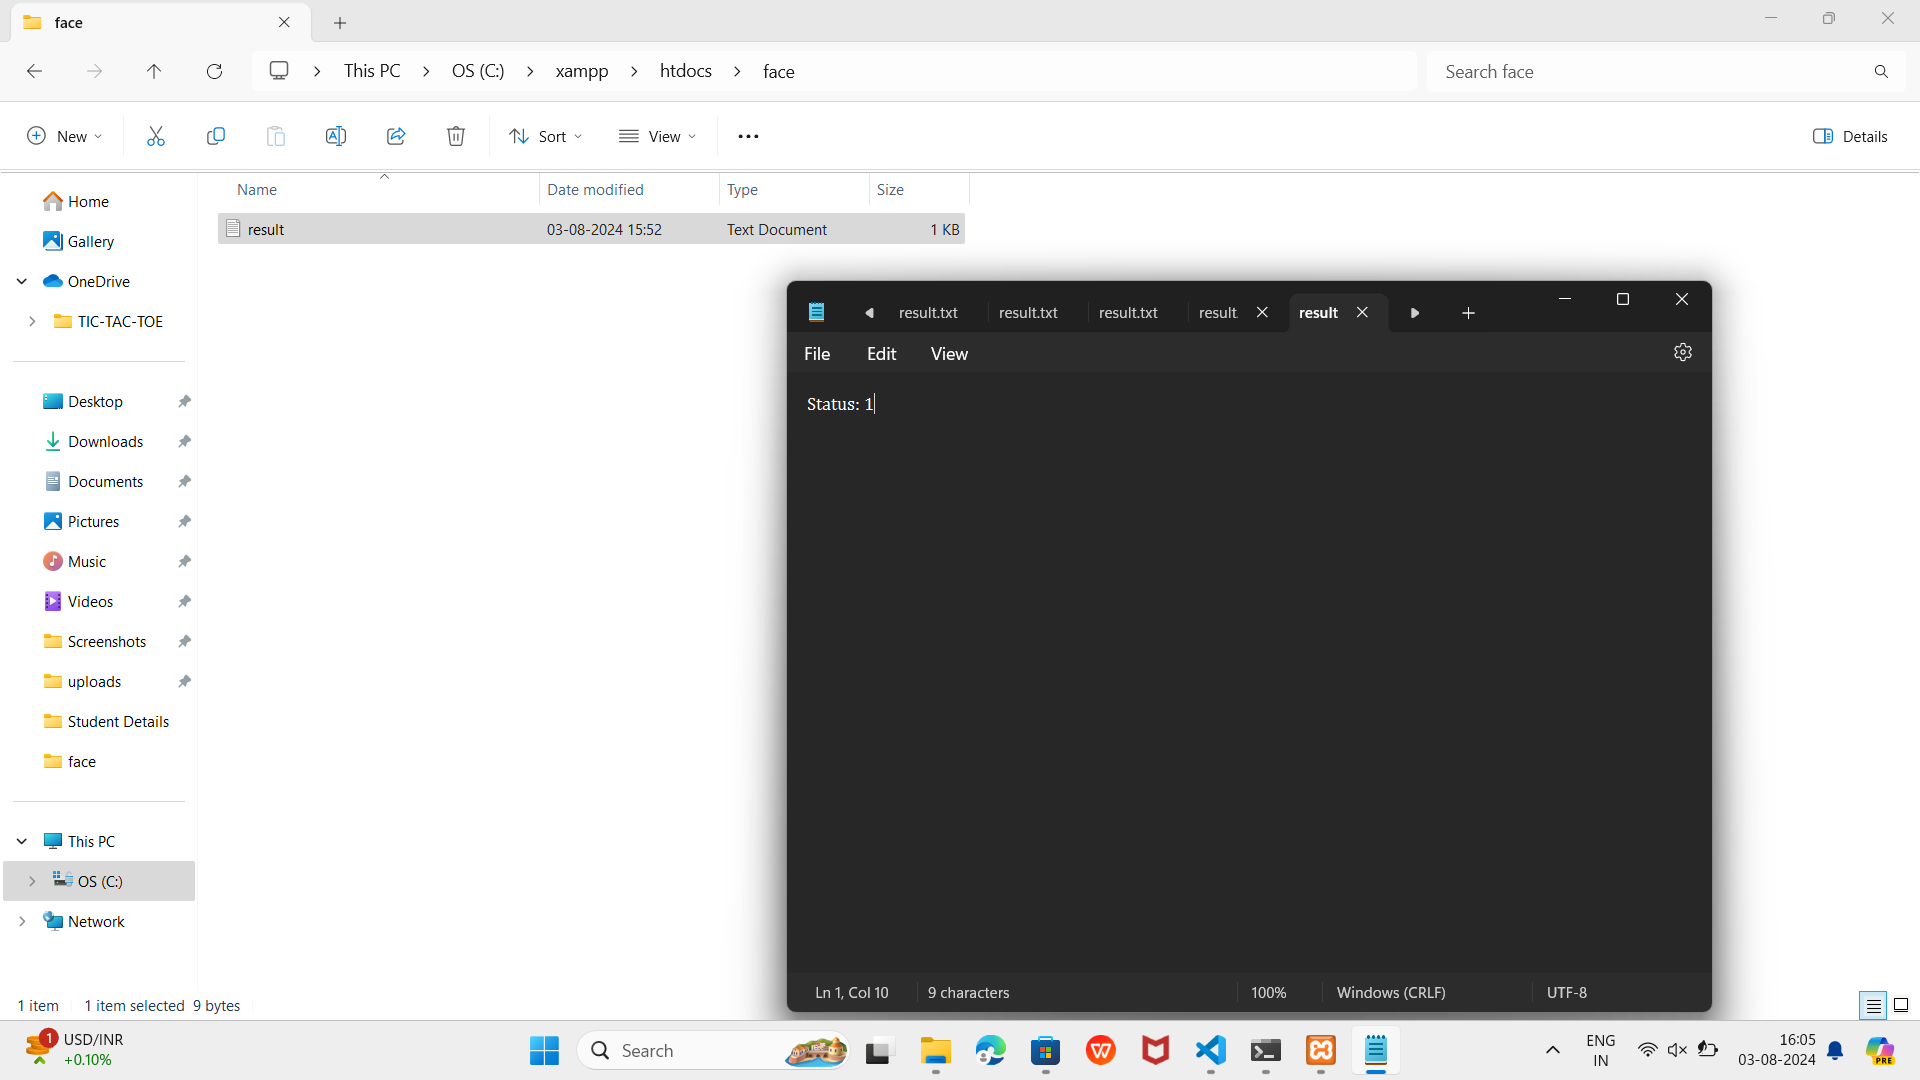 face
This PC > OS (C:) > xampp > htdocs > face
Search face
New
Sort
View
Details
Name Date modified Type Size
result 03-08-2024 15:52 Text Document 1 KB
Home
Gallery
OneDrive
TIC-TAC-TOE
Desktop
Downloads
Documents
Pictures
Music
Videos
Screenshots
uploads
Student Details
face
This PC
OS (C:)
Network
1 item 1 item selected 9 bytes
result.txt result.txt result.txt result result
File Edit View
Status: 1
Ln 1, Col 10 9 characters 100% Windows (CRLF) UTF-8
1 USD/INR
+0.10%
Search
ENG
IN
16:05
03-08-2024
PRE